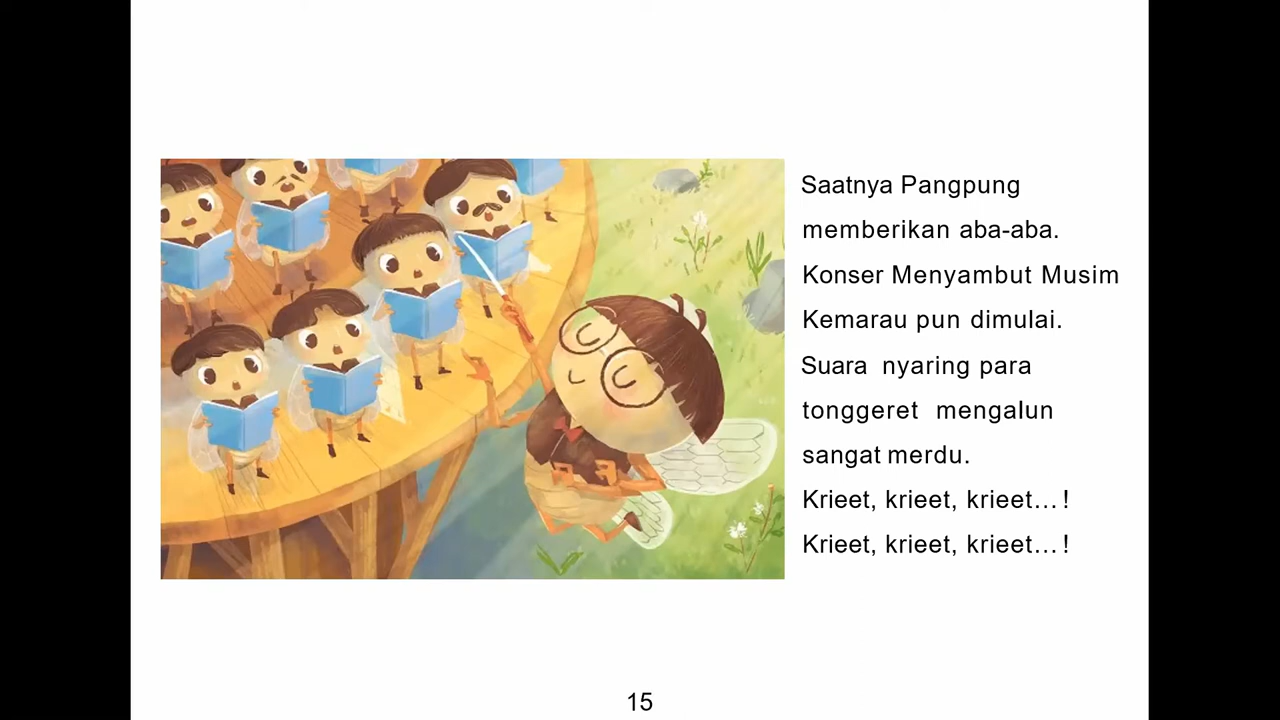 Saatnya Pangpung
memberikan aba-aba.
Konser Menyambut Musim
Kemarau pun dimulai.
Suara nyaring para
tonggeret mengalun
sangat merdu.
Krieet, krieet, krieet...!
Krieet, krieet, krieet...!
15